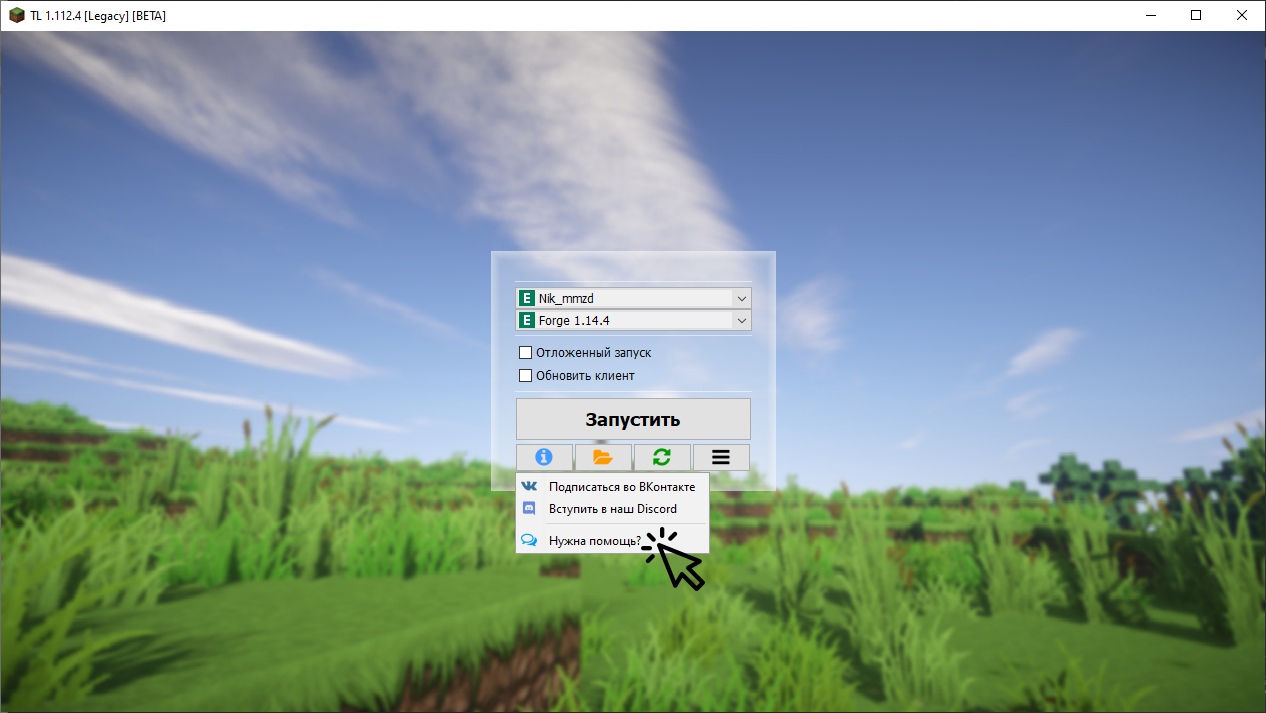 TL 1.112.4 [Legacy] [BETA]
E Nik_mmzd
E Forge 1.14.4
Отложенный запуск
Обновить клиент
Запустить
Подписаться во ВКонтакте
Вступить в наш Discord
Нужна помощь?